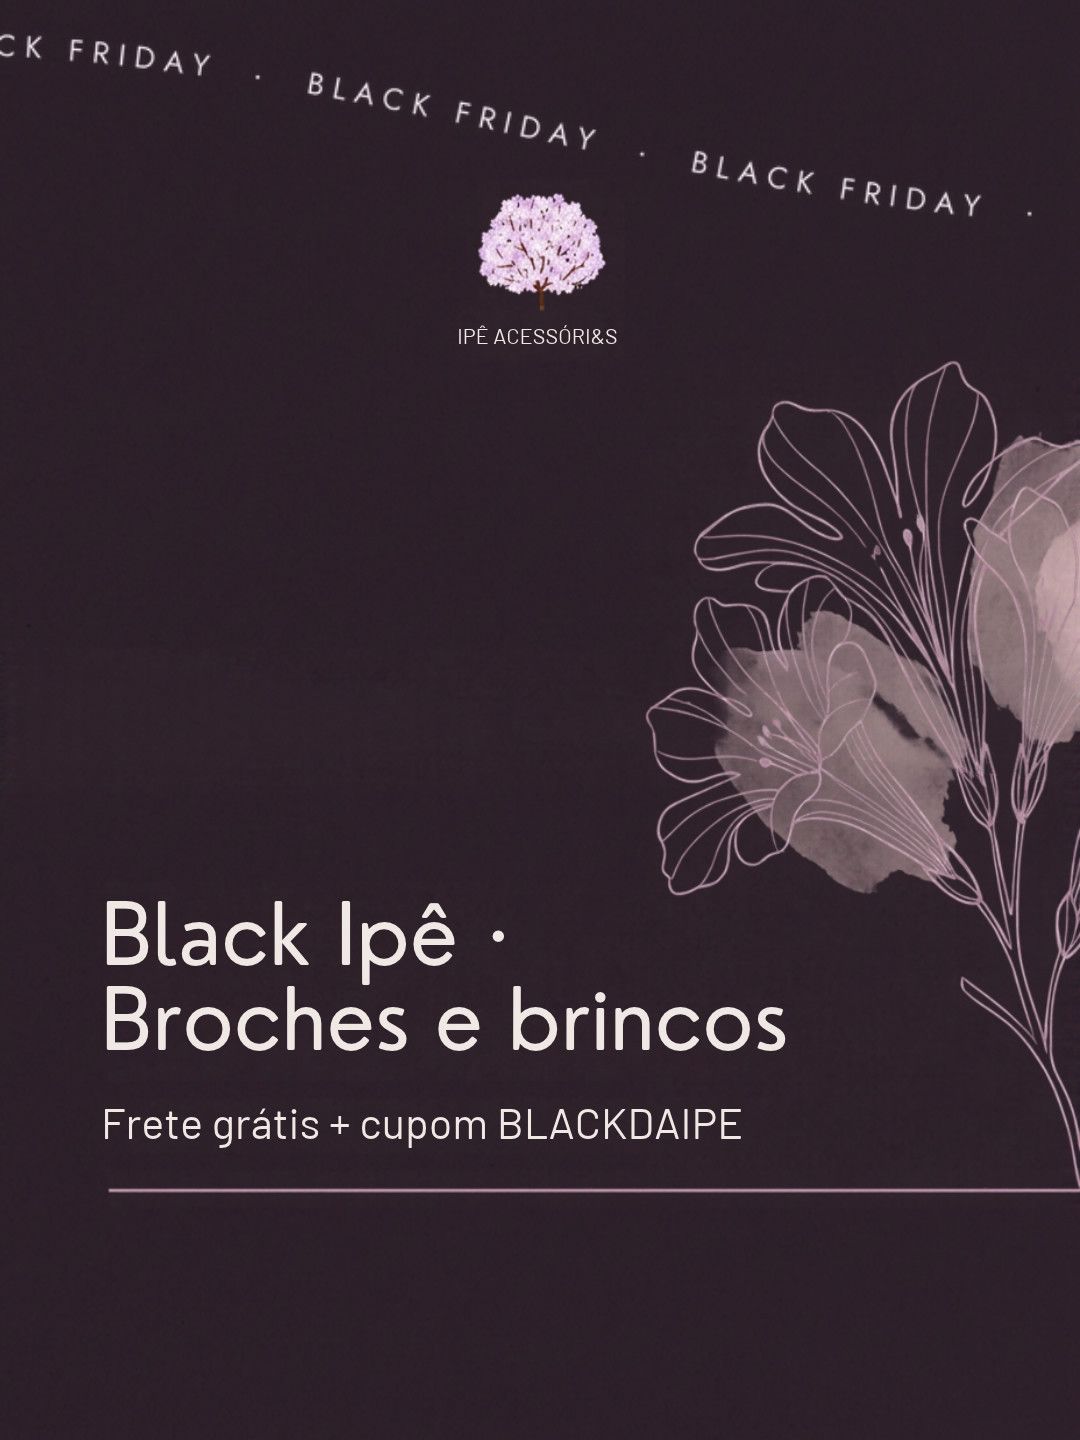 CK FRIDAY · BLACK FRIDAY · BLACK FRIDAY ·
IPÊ ACESSÓRI&S
Black Ipê ·
Broches e brincos
Frete grátis + cupom BLACKDAIPE